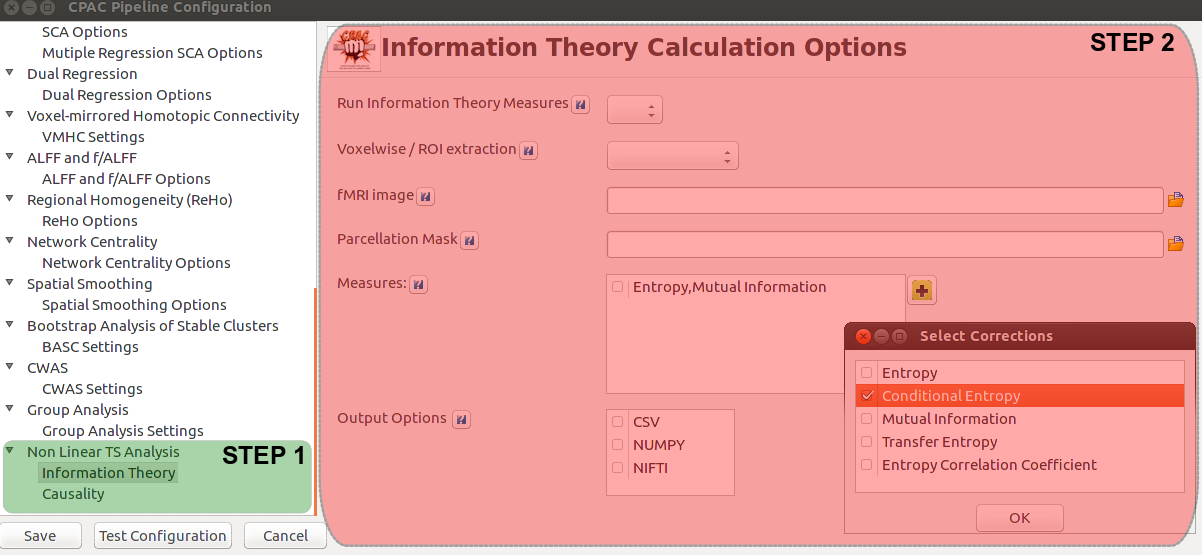 CPAC Pipeline Configuration
SCA Options
Mutiple Regression SCA Options
Dual Regression
Dual Regression Options
Voxel-mirrored Homotopic Connectivity
VMHC Settings
ALFF and f/ALFF
ALFF and f/ALFF Options
Regional Homogeneity (ReHo)
ReHo Options
Network Centrality
Network Centrality Options
Spatial Smoothing
Spatial Smoothing Options
Bootstrap Analysis of Stable Clusters
BASC Settings
CWAS
CWAS Settings
Group Analysis
Group Analysis Settings
Non Linear TS Analysis
STEP 1
Information Theory
Causality
Save
Test Configuration
Cancel
CPAC
Information Theory Calculation Options
STEP 2
Run Information Theory Measures
Voxelwise / ROI extraction
fMRI image
Parcellation Mask
Measures:
Entropy,Mutual Information
Output Options
CSV
NUMPY
NIFTI
Select Corrections
Entropy
Conditional Entropy
Mutual Information
Transfer Entropy
Entropy Correlation Coefficient
OK